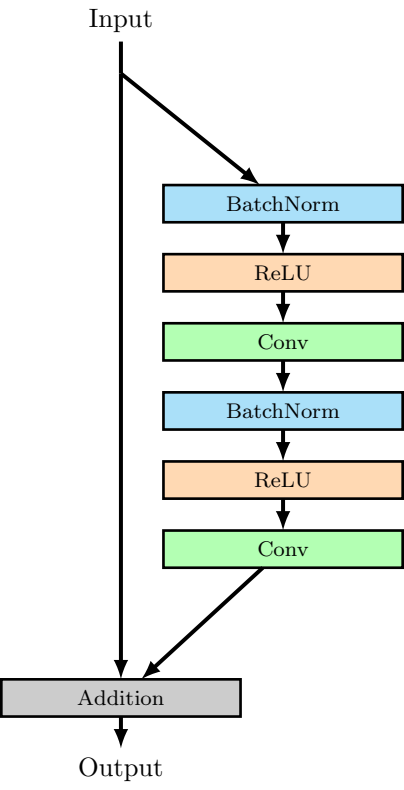 Input
BatchNorm
ReLU
Conv
BatchNorm
ReLU
Conv
Addition
Output